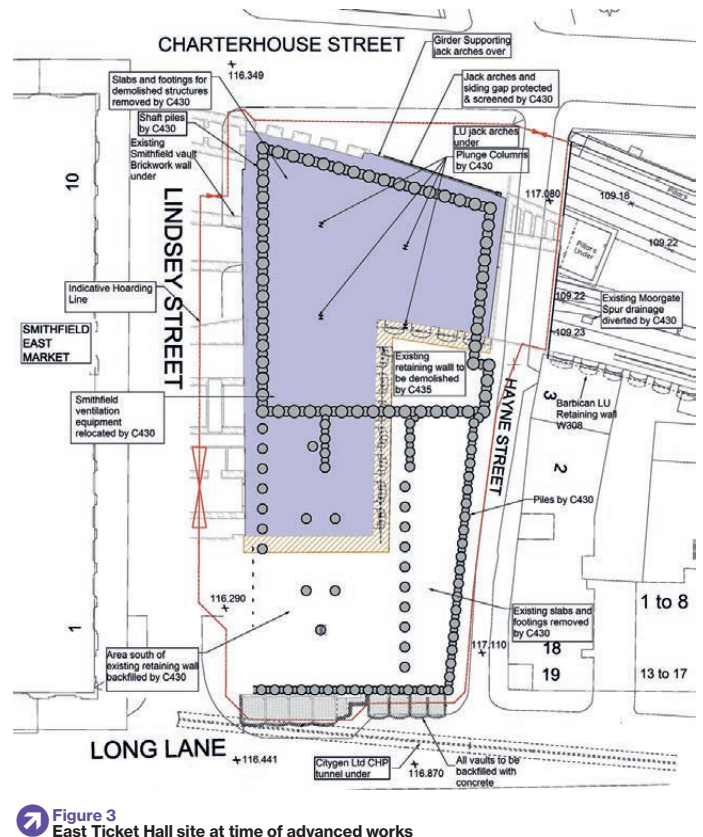 CHARTERHOUSE STREET
116.349
Girder Supporting
jack arches over
Slabs and footings for
demolished structures
removed by C430
Jack arches and
siding gap protected
& screened by C430
Shaft piles
by C430
LU jack arches
under
Plunge Columns
by C430
Existing
Smithfield vault
Brickwork wall
under
10
117.080
109.18
Pillars
109.22
Pillars
Under
LINDSEY STREET
Indicative Hoarding
Line
109.22
109.23
Existing Moorgate
Spur drainage
diverted by C430
SMITHFIELD
EAST
MARKET
Existing
retaining walll to
be demolished
by C435
HAYNE STREET
3
Barbican LU
Retaining wall
W308
Smithfield
ventilation
equipment
relocated by C430
2
Piles by C430
116.290
1
Existing slabs and
footings removed
by C430
1 to 8
117.110
18
19
13 to 17
Area south of
existing retaining wall
backfilled by C430
LONG LANE
116.441
Citygen Ltd CHP
tunnel under
116.870
All vaults to be
backfilled with
concrete
Figure 3
East Ticket Hall site at time of advanced works